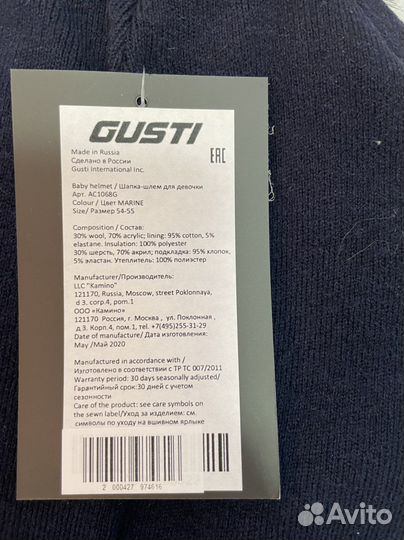 GUSTI
Made in Russia
Сделано в России
Gusti International Inc.
EAC
Baby helmet / Шапка-шлем для девочки
Арт. AC1068G
Colour / Цвет MARINE
Size/ Размер 54-55
Composition / Состав:
30% wool, 70% acrylic; lining: 95% cotton, 5%
elastane. Insulation: 100% polyester
30% шерсть, 70% акрил; подкладка: 95% хлопок,
5% эластан. Утеплитель: 100% полиэстер
Manufacturer/Производитель:
LLC "Kamino"
121170, Russia, Moscow, street Poklonnaya,
d 3, corp.4, pom.1
ООО «Камино»
121170 Россия, г. Москва , ул. Поклонная ,
д 3, Корп.4, пом.1, тел. +7(495)255-31-29
Date of manufacture/ Дата изготовления:
May /Май 2020
Manufactured in accordance with /
Изготовлено в соответствии с ТР ТС 007/2011
Warranty period: 30 days seasonally adjusted/
Гарантийный срок: 30 дней с учетом
сезонности
Care of the product: see care symbols on
the sewn label/Уход за изделием: см
символы по уходу на вшивном ярлыке
2 000427 974616
Avito